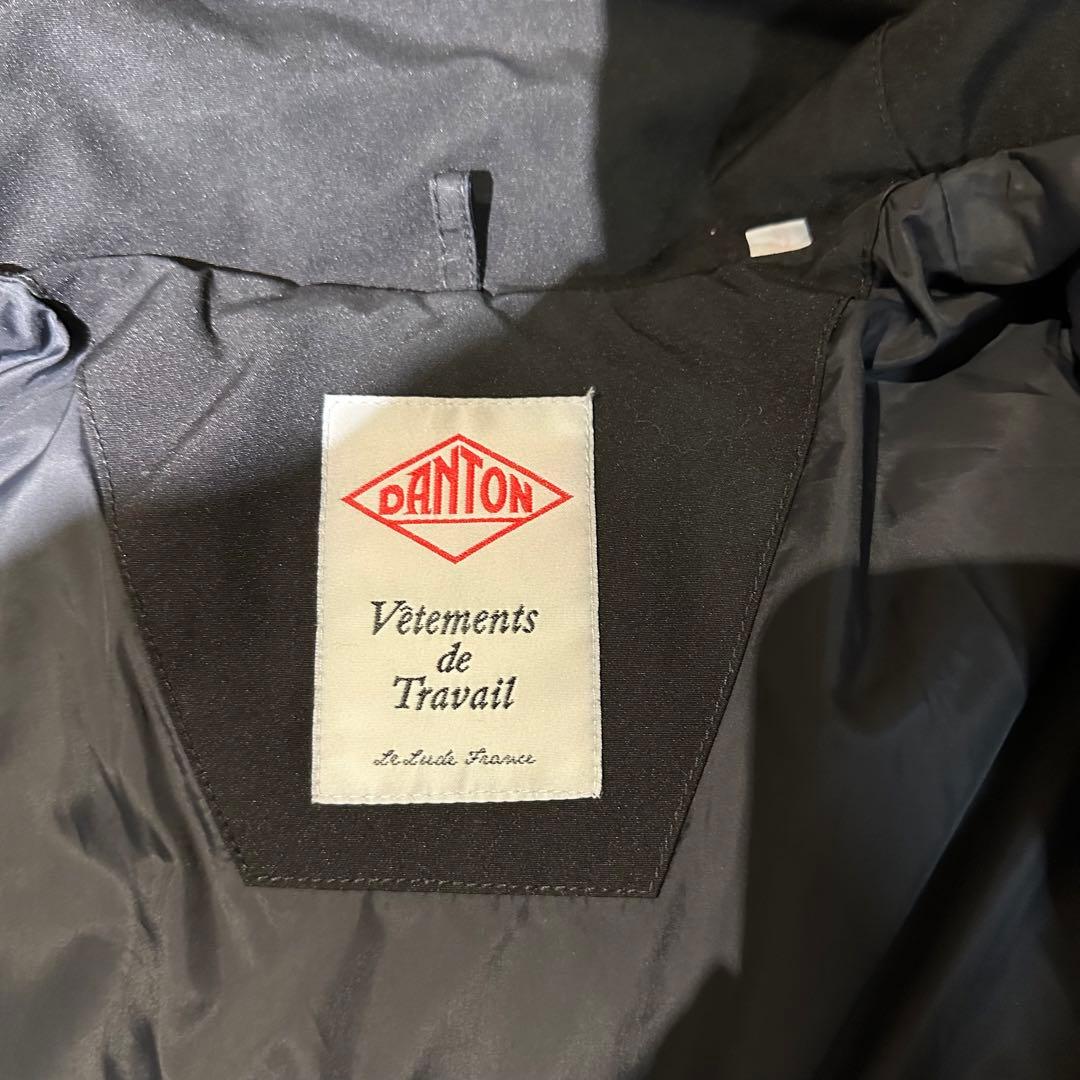 DANTON
Vêtements
de
Travail
Le Lude France